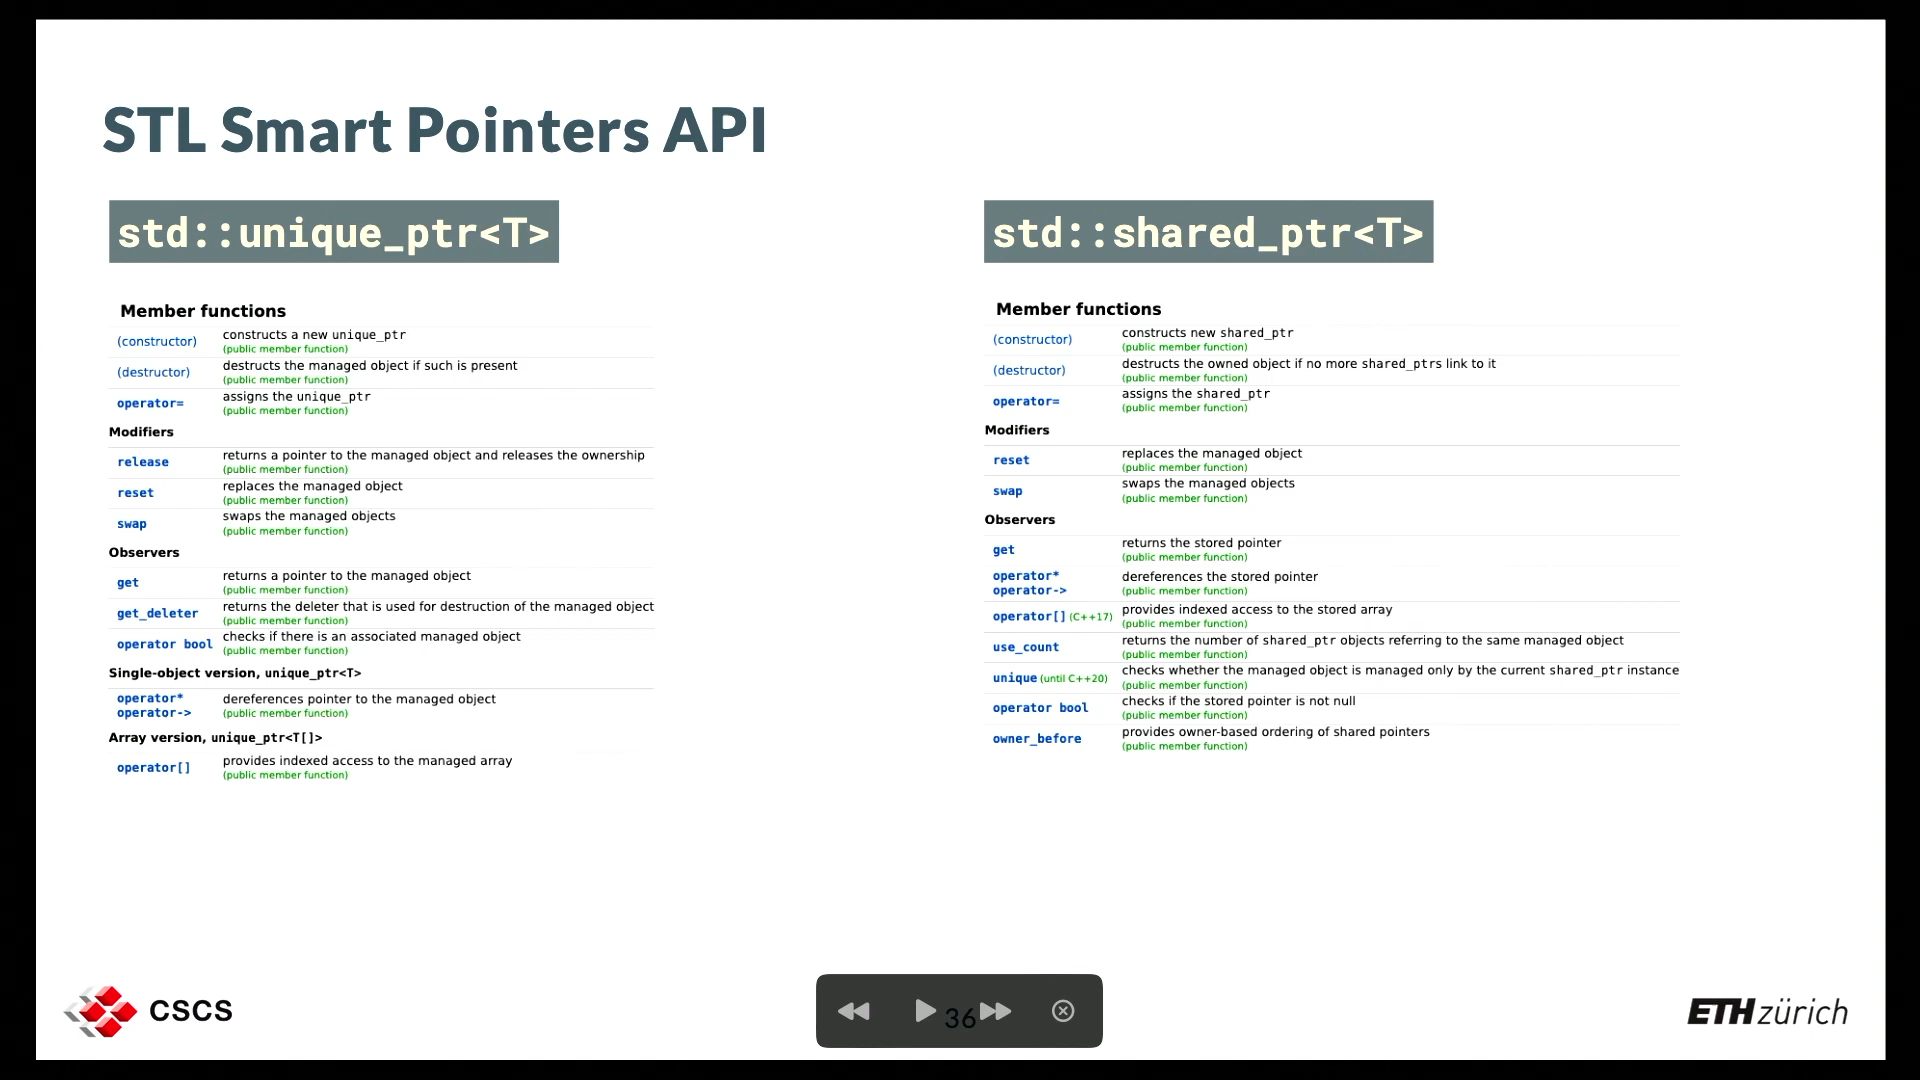 STL Smart Pointers API
std::unique_ptr<T>
Member functions
(constructor) constructs a new unique_ptr
(public member function)
(destructor) destructs the managed object if such is present
(public member function)
operator= assigns the unique_ptr
(public member function)
Modifiers
release returns a pointer to the managed object and releases the ownership
(public member function)
reset replaces the managed object
(public member function)
swap swaps the managed objects
(public member function)
Observers
get returns a pointer to the managed object
(public member function)
get_deleter returns the deleter that is used for destruction of the managed object
(public member function)
operator bool checks if there is an associated managed object
(public member function)
Single-object version, unique_ptr<T>
operator* dereferences pointer to the managed object
operator-> (public member function)
Array version, unique_ptr<T[]>
operator[] provides indexed access to the managed array
(public member function)
std::shared_ptr<T>
Member functions
(constructor) constructs new shared_ptr
(public member function)
(destructor) destructs the owned object if no more shared_ptrs link to it
(public member function)
operator= assigns the shared_ptr
(public member function)
Modifiers
reset replaces the managed object
(public member function)
swap swaps the managed objects
(public member function)
Observers
get returns the stored pointer
(public member function)
operator* dereferences the stored pointer
operator-> (public member function)
operator[] (C++17) provides indexed access to the stored array
(public member function)
use_count returns the number of shared_ptr objects referring to the same managed object
(public member function)
unique (until C++20) checks whether the managed object is managed only by the current shared_ptr instance
(public member function)
operator bool checks if the stored pointer is not null
(public member function)
owner_before provides owner-based ordering of shared pointers
(public member function)
CSCS
36
ETH zürich